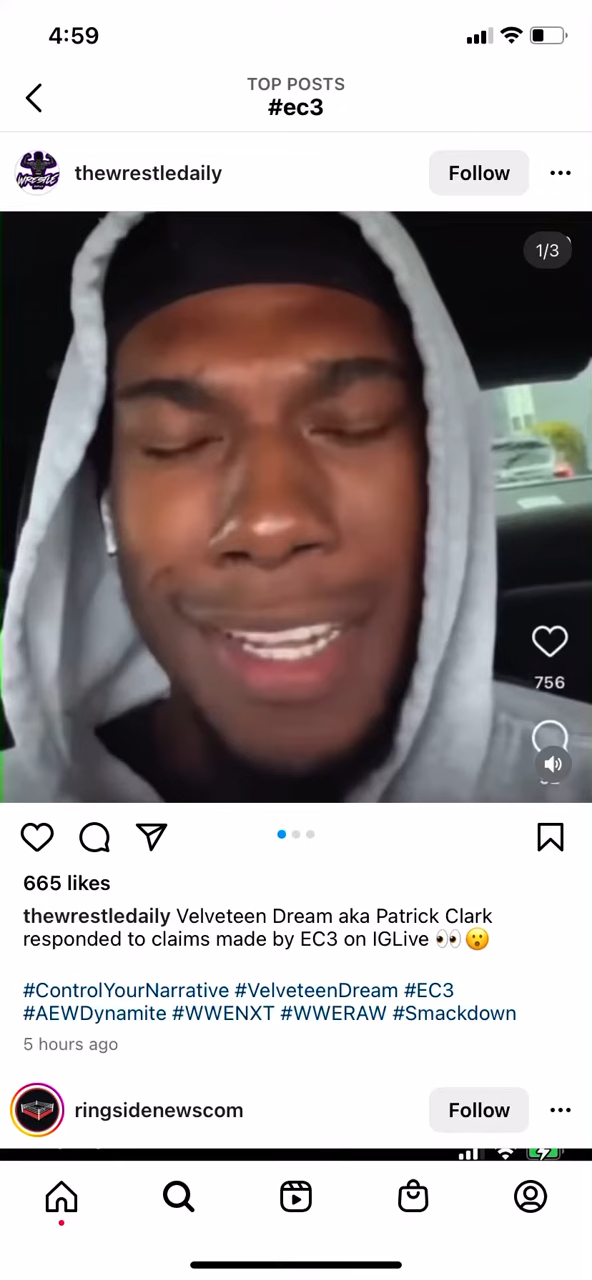 4:59
TOP POSTS
#ec3
WRESTLE
thewrestledaily
Follow
1/3
756
665 likes
thewrestledaily Velveteen Dream aka Patrick Clark
responded to claims made by EC3 on IGLive 👀😮
#ControlYourNarrative #VelveteenDream #EC3
#AEWDynamite #WWENXT #WWERAW #Smackdown
5 hours ago
ringsidenewscom
Follow